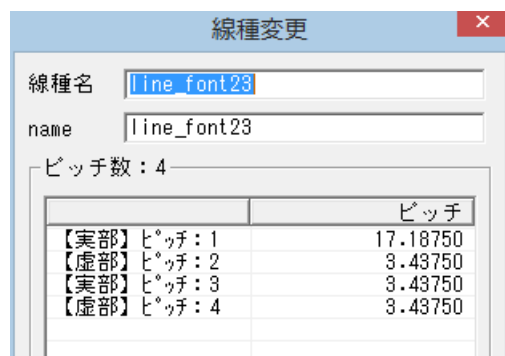 線種変更
線種名 line_font23
name line_font23
ピッチ数：4
ピッチ
【実部】ﾋﾟｯﾁ：1 17.18750
【虚部】ﾋﾟｯﾁ：2 3.43750
【実部】ﾋﾟｯﾁ：3 3.43750
【虚部】ﾋﾟｯﾁ：4 3.43750